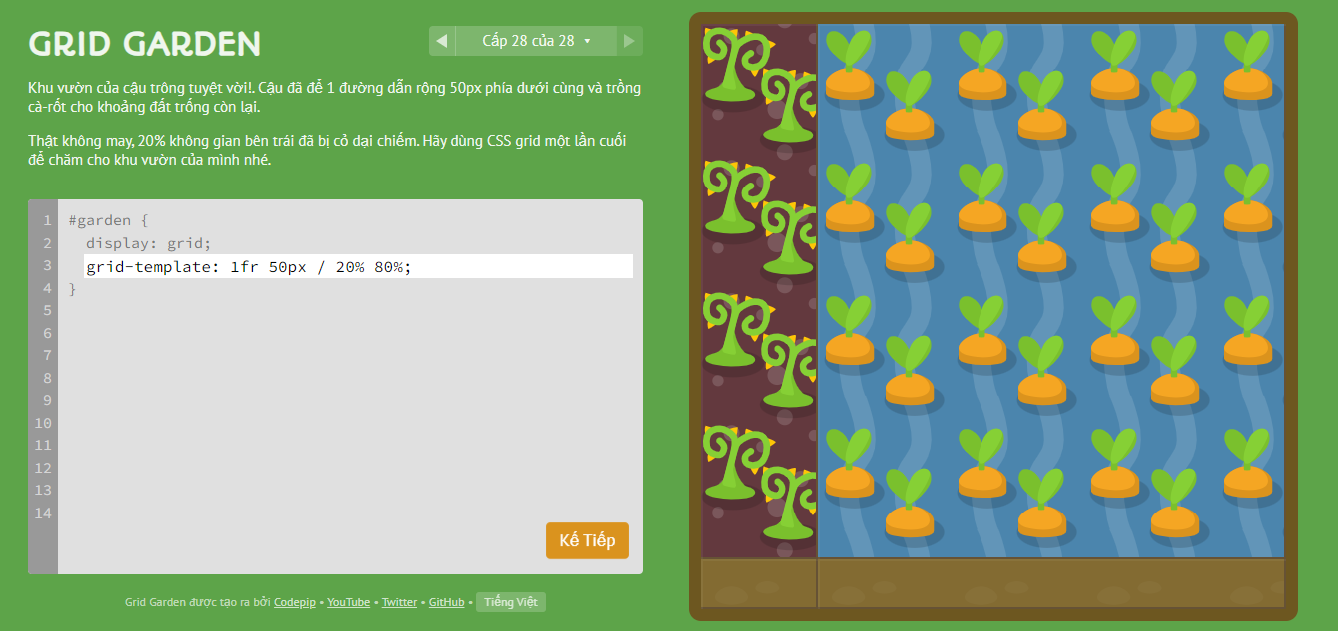 GRID GARDEN
Cấp 28 của 28
Khu vườn của cậu trông tuyệt vời!. Cậu đã để 1 đường dẫn rộng 50px phía dưới cùng và trồng
cà-rốt cho khoảng đất trống còn lại.
Thật không may, 20% không gian bên trái đã bị cỏ dại chiếm. Hãy dùng CSS grid một lần cuối
để chăm cho khu vườn của mình nhé.
1 #garden {
2 display: grid;
3 grid-template: 1fr 50px / 20% 80%;
4 }
5
6
7
8
9
10
11
12
13
14
Kế Tiếp
Grid Garden được tạo ra bởi Codepip • YouTube • Twitter • GitHub • Tiếng Việt